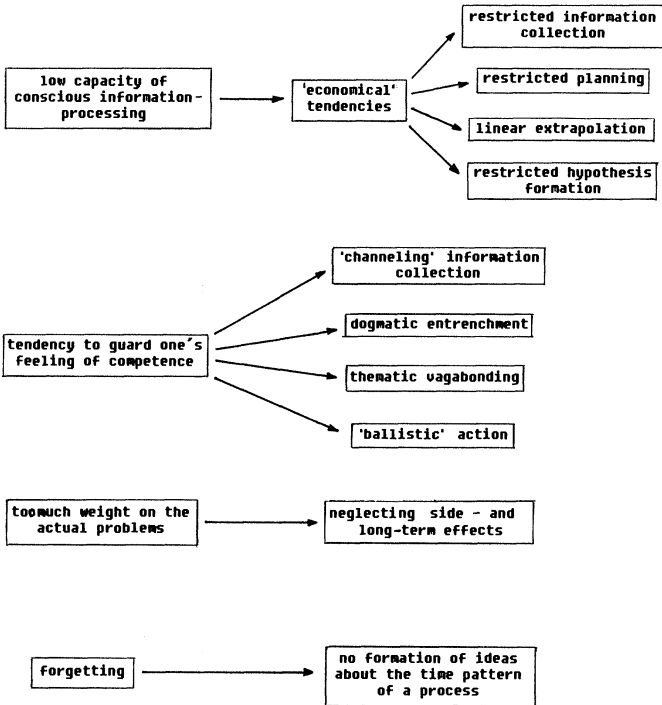 restricted information
collection
low capacity of
conscious information-
processing
'economical'
tendencies
restricted planning
linear extrapolation
restricted hypothesis
formation
'channeling' information
collection
dogmatic entrenchment
tendency to guard one's
feeling of competence
thematic vagabonding
'ballistic' action
toomuch weight on the
actual problems
neglecting side - and
long-term effects
forgetting
no formation of ideas
about the time pattern
of a process